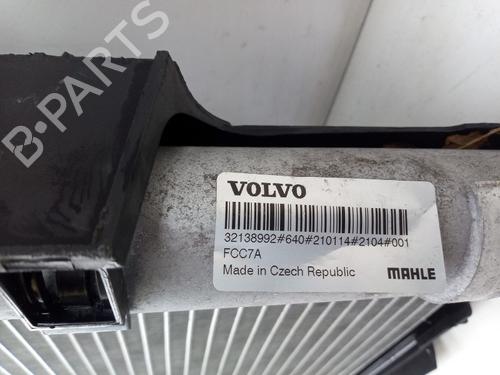 B-PARTS
VOLVO
32138992#640#210114#2104#001
FCC7A
Made in Czech Republic
MAHLE